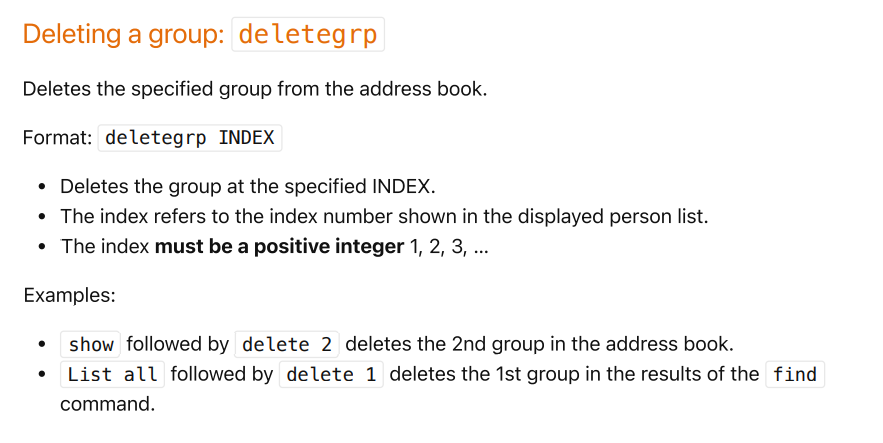 Deleting a group: deletegrp
Deletes the specified group from the address book.
Format: deletegrp INDEX
• Deletes the group at the specified INDEX.
• The index refers to the index number shown in the displayed person list.
• The index must be a positive integer 1, 2, 3, ...
Examples:
• show followed by delete 2 deletes the 2nd group in the address book.
• List all followed by delete 1 deletes the 1st group in the results of the find
command.